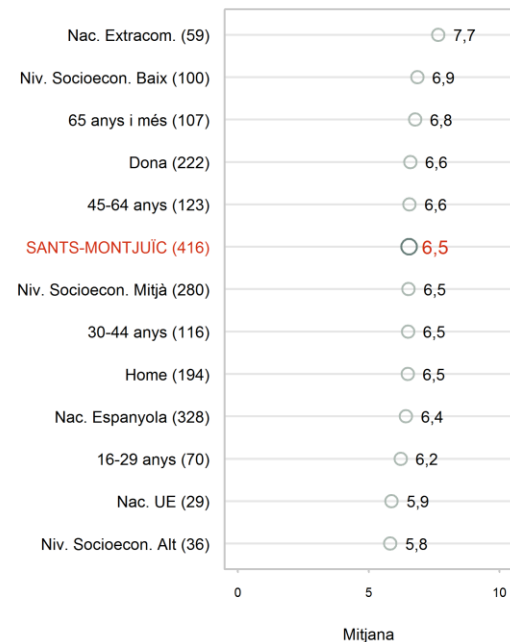 Nac. Extracom. (59) 7,7
Niv. Socioecon. Baix (100) 6,9
65 anys i més (107) 6,8
Dona (222) 6,6
45-64 anys (123) 6,6
SANTS-MONTJUÏC (416) 6,5
Niv. Socioecon. Mitjà (280) 6,5
30-44 anys (116) 6,5
Home (194) 6,5
Nac. Espanyola (328) 6,4
16-29 anys (70) 6,2
Nac. UE (29) 5,9
Niv. Socioecon. Alt (36) 5,8
0 5 10
Mitjana